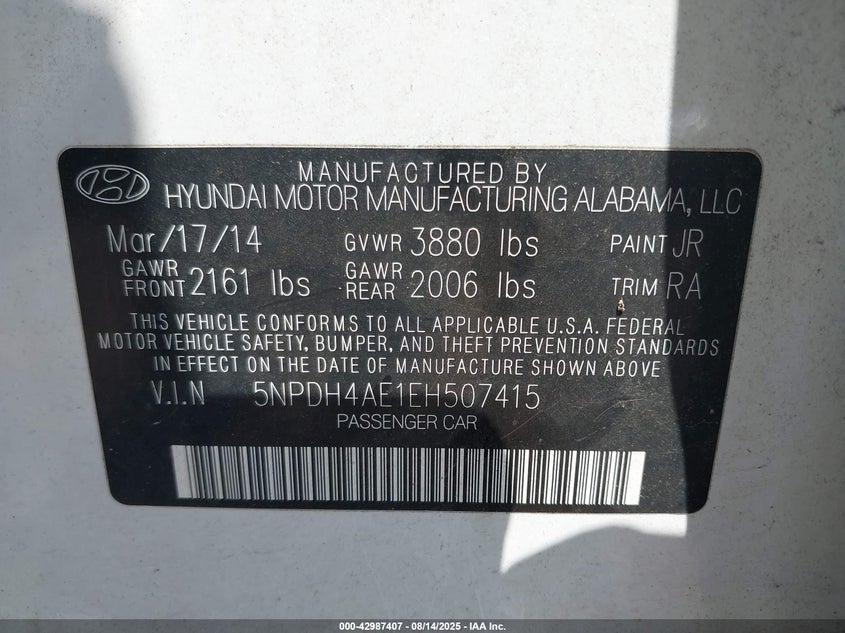 MANUFACTURED BY
HYUNDAI MOTOR MANUFACTURING ALABAMA, LLC
Mar/17/14 GVWR 3880 lbs PAINT JR
GAWR FRONT 2161 lbs GAWR REAR 2006 lbs TRIM RA
THIS VEHICLE CONFORMS TO ALL APPLICABLE U.S.A. FEDERAL
MOTOR VEHICLE SAFETY, BUMPER, AND THEFT PREVENTION STANDARDS
IN EFFECT ON THE DATE OF MANUFACTURE SHOWN ABOVE
V.I.N 5NPDH4AE1EH507415
PASSENGER CAR
000-42987407 - 08/14/2025 - IAA Inc.